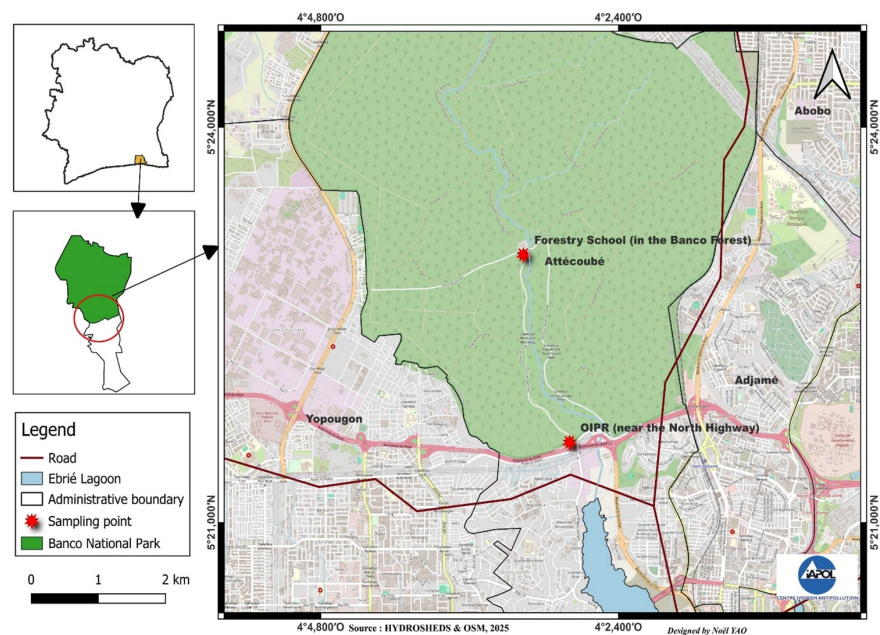 4°4,800'O
4°2,400'O
5°24,000'N
5°24,000'N
Abobo
Forestry School (in the Banco Forest)
Attécoubé
Adjamé
OIPR (near the North Highway)
Yopougon
Legend
Road
Ebrié Lagoon
Administrative boundary
Sampling point
Banco National Park
0 1 2 km
5°21,000'N
5°21,000'N
CIAPOL
CENTRE IVOIRIEN ANTIPOLLUTION
4°4,800'O
4°2,400'O
Source : HYDROSHEDS & OSM, 2025
Designed by Noël YAO